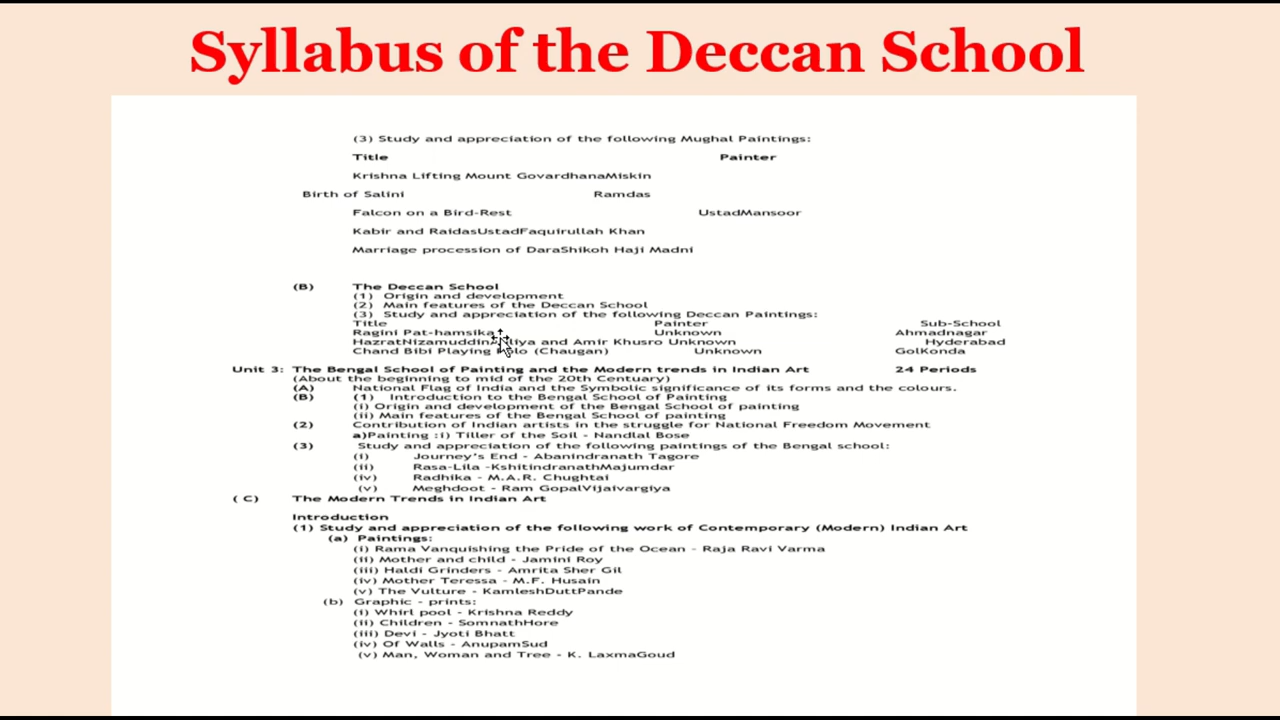 Syllabus of the Deccan School
(3) Study and appreciation of the following Mughal Paintings:
Title Painter
Krishna Lifting Mount GovardhanaMiskin
Birth of Salini Ramdas
Falcon on a Bird-Rest UstadMansoor
Kabir and RaidasUstadFaquirullah Khan
Marriage procession of DaraShikoh Haji Madni
(B) The Deccan School
(1) Origin and development
(2) Main features of the Deccan School
(3) Study and appreciation of the following Deccan Paintings:
Title Painter Sub-School
Ragini Pat-hamsika Unknown Ahmadnagar
and Amir Khusro Unknown Hyderabad
Chand Bibi Playing (Chaugan) Unknown GolKonda
Unit 3: The Bengal School of Painting and the Modern trends in Indian Art 24 Periods
(About the beginning to mid of the 20th Centuary)
(A) National Flag of India and the Symbolic significance of its forms and the colours.
(B) (1) Introduction to the Bengal School of Painting
(i) Origin and development of the Bengal School of painting
(ii) Main features of the Bengal School of painting
(2) Contribution of Indian artists in the struggle for National Freedom Movement
a)Painting :i) Tiller of the Soil - Nandlal Bose
(3) Study and appreciation of the following paintings of the Bengal school:
(i) Journey's End - Abanindranath Tagore
(ii) Rasa-Lila -KshitindranathMajumdar
(iv) Radhika - M.A.R. Chughtai
(v) Meghdoot - Ram GopalVijaivargiya
( C) The Modern Trends in Indian Art
Introduction
(1) Study and appreciation of the following work of Contemporary (Modern) Indian Art
(a) Paintings:
(i) Rama Vanquishing the Pride of the Ocean - Raja Ravi Varma
(ii) Mother and child - Jamini Roy
(iii) Haldi Grinders - Amrita Sher Gil
(iv) Mother Teressa - M.F. Husain
(v) The Vulture - KamleshDuttPande
(b) Graphic - prints:
(i) Whirl pool - Krishna Reddy
(ii) Children - SomnathHore
(iii) Devi - Jyoti Bhatt
(iv) Of Walls - AnupamSud
(v) Man, Woman and Tree - K. LaxmaGoud